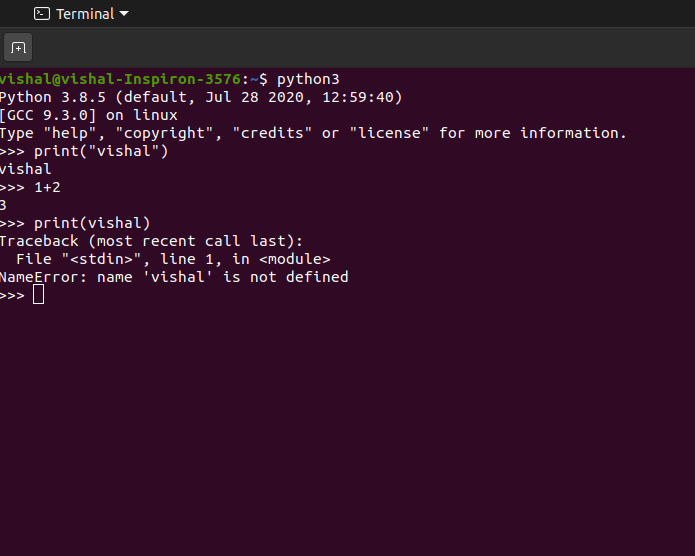 Terminal
vishal@vishal-Inspiron-3576:~$ python3
Python 3.8.5 (default, Jul 28 2020, 12:59:40)
[GCC 9.3.0] on linux
Type "help", "copyright", "credits" or "license" for more information.
>>> print("vishal")
vishal
>>> 1+2
3
>>> print(vishal)
Traceback (most recent call last):
  File "<stdin>", line 1, in <module>
NameError: name 'vishal' is not defined
>>>